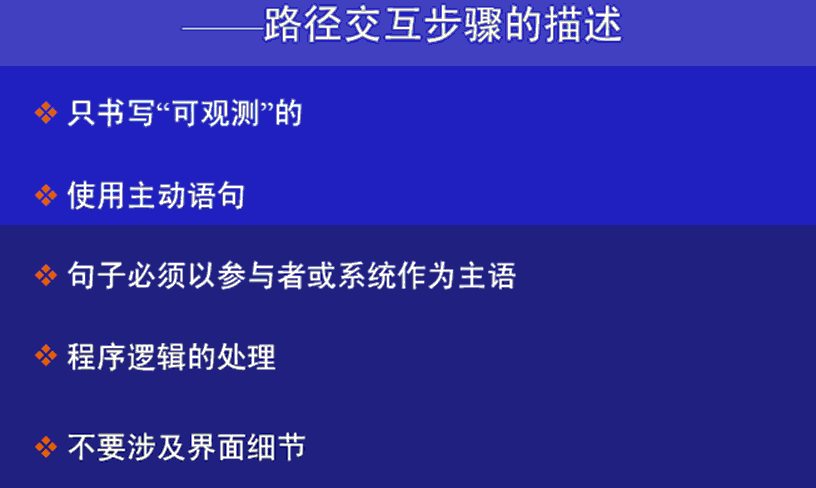 ——路径交互步骤的描述
只书写“可观测”的
使用主动语句
句子必须以参与者或系统作为主语
程序逻辑的处理
不要涉及界面细节